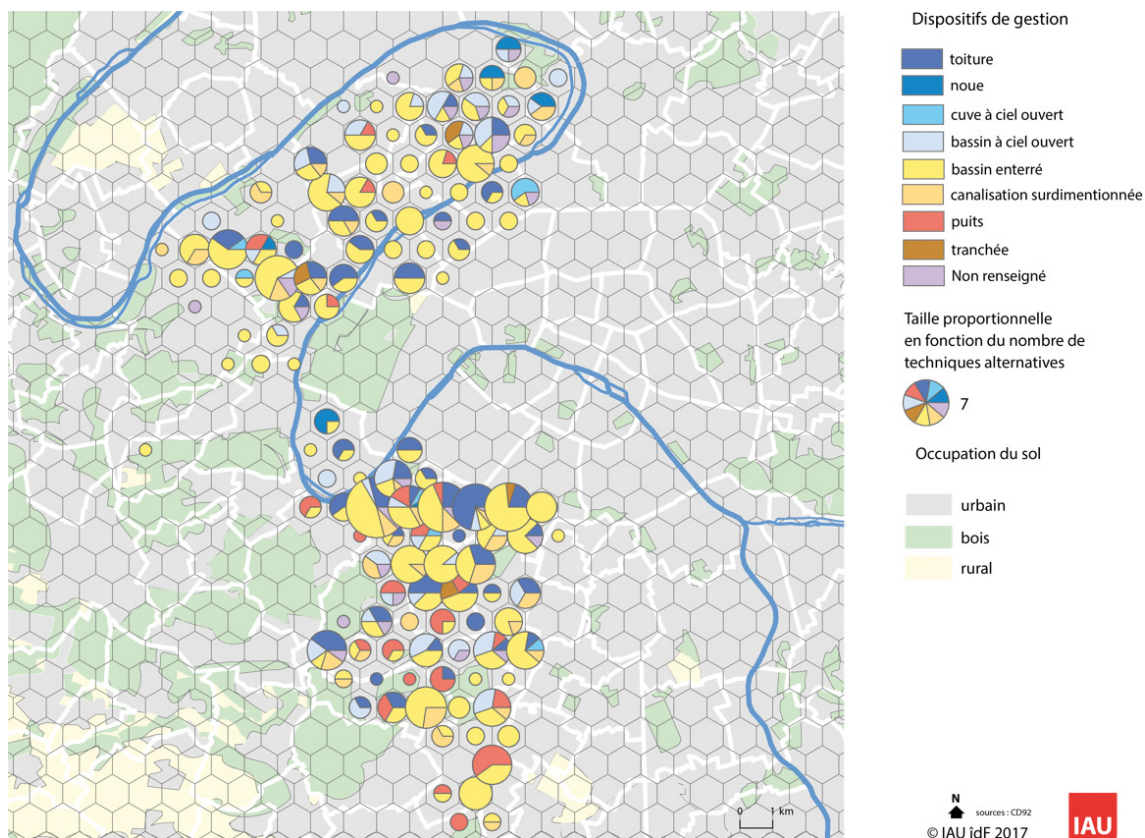 Dispositifs de gestion
toiture
noue
cuve à ciel ouvert
bassin à ciel ouvert
bassin enterré
canalisation surdimentionnée
puits
tranchée
Non renseigné
Taille proportionnelle
en fonction du nombre de
techniques alternatives
7
Occupation du sol
urbain
bois
rural
0 1 km
N
sources : CD92
© IAU îdF 2017
IAU